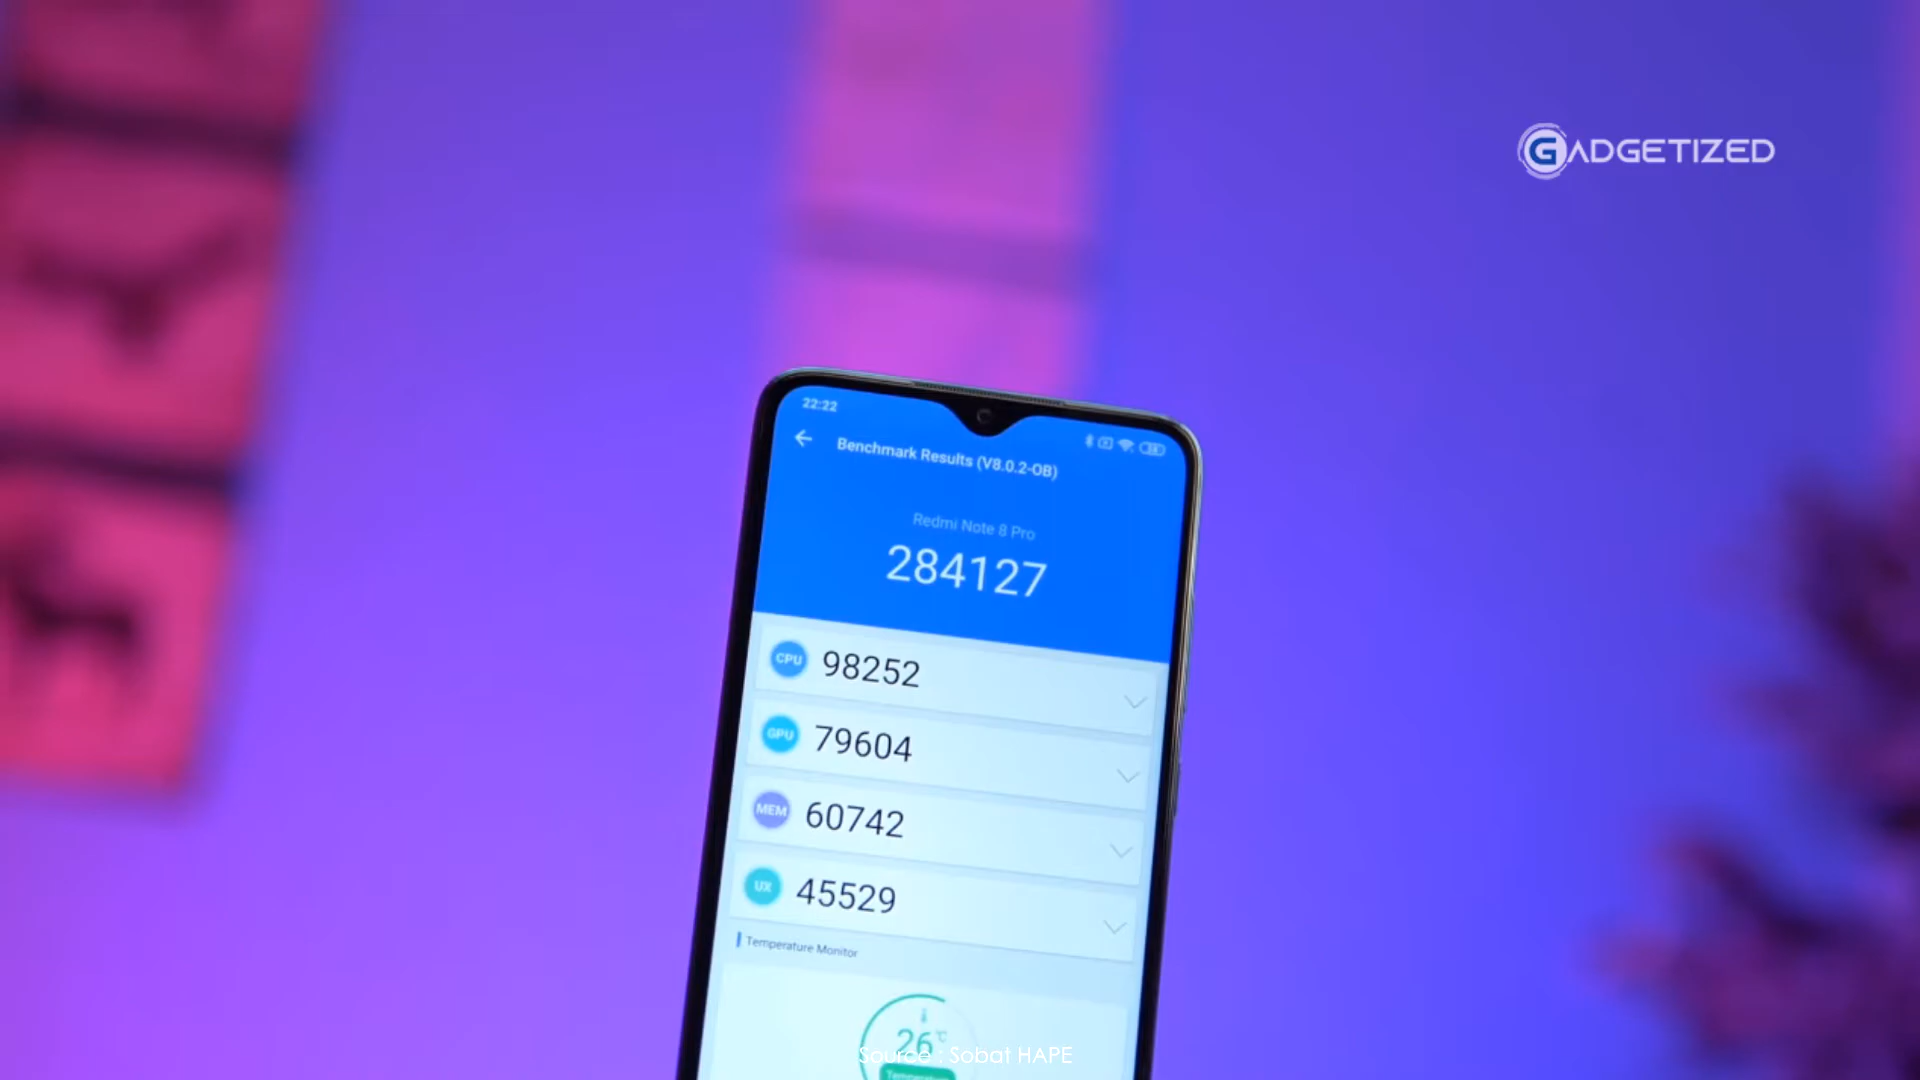 GADGETIZED
22:22
Benchmark Results (V8.0.2-OB)
Redmi Note 8 Pro
284127
CPU 98252
GPU 79604
MEM 60742
UX 45529
Temperature Monitor
26°C
Source : Sobat HAPE